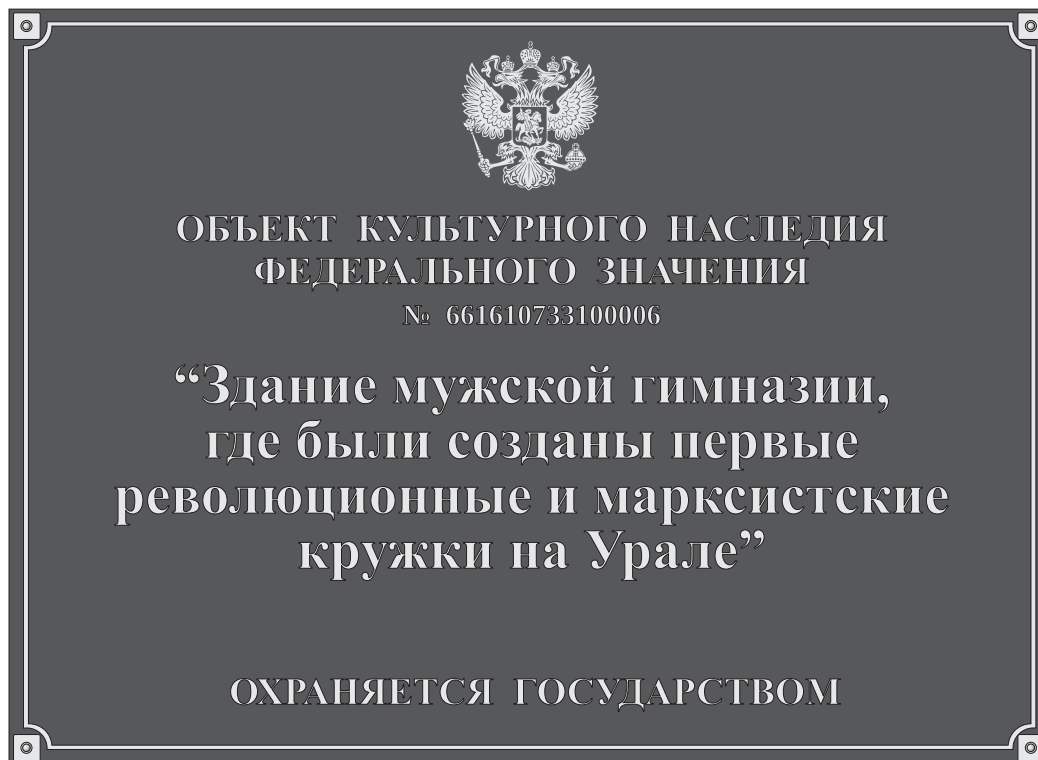 ОБЪЕКТ КУЛЬТУРНОГО НАСЛЕДИЯ
ФЕДЕРАЛЬНОГО ЗНАЧЕНИЯ
№ 661610733100006
“Здание мужской гимназии,
где были созданы первые
революционные и марксистские
кружки на Урале”
ОХРАНЯЕТСЯ ГОСУДАРСТВОМ